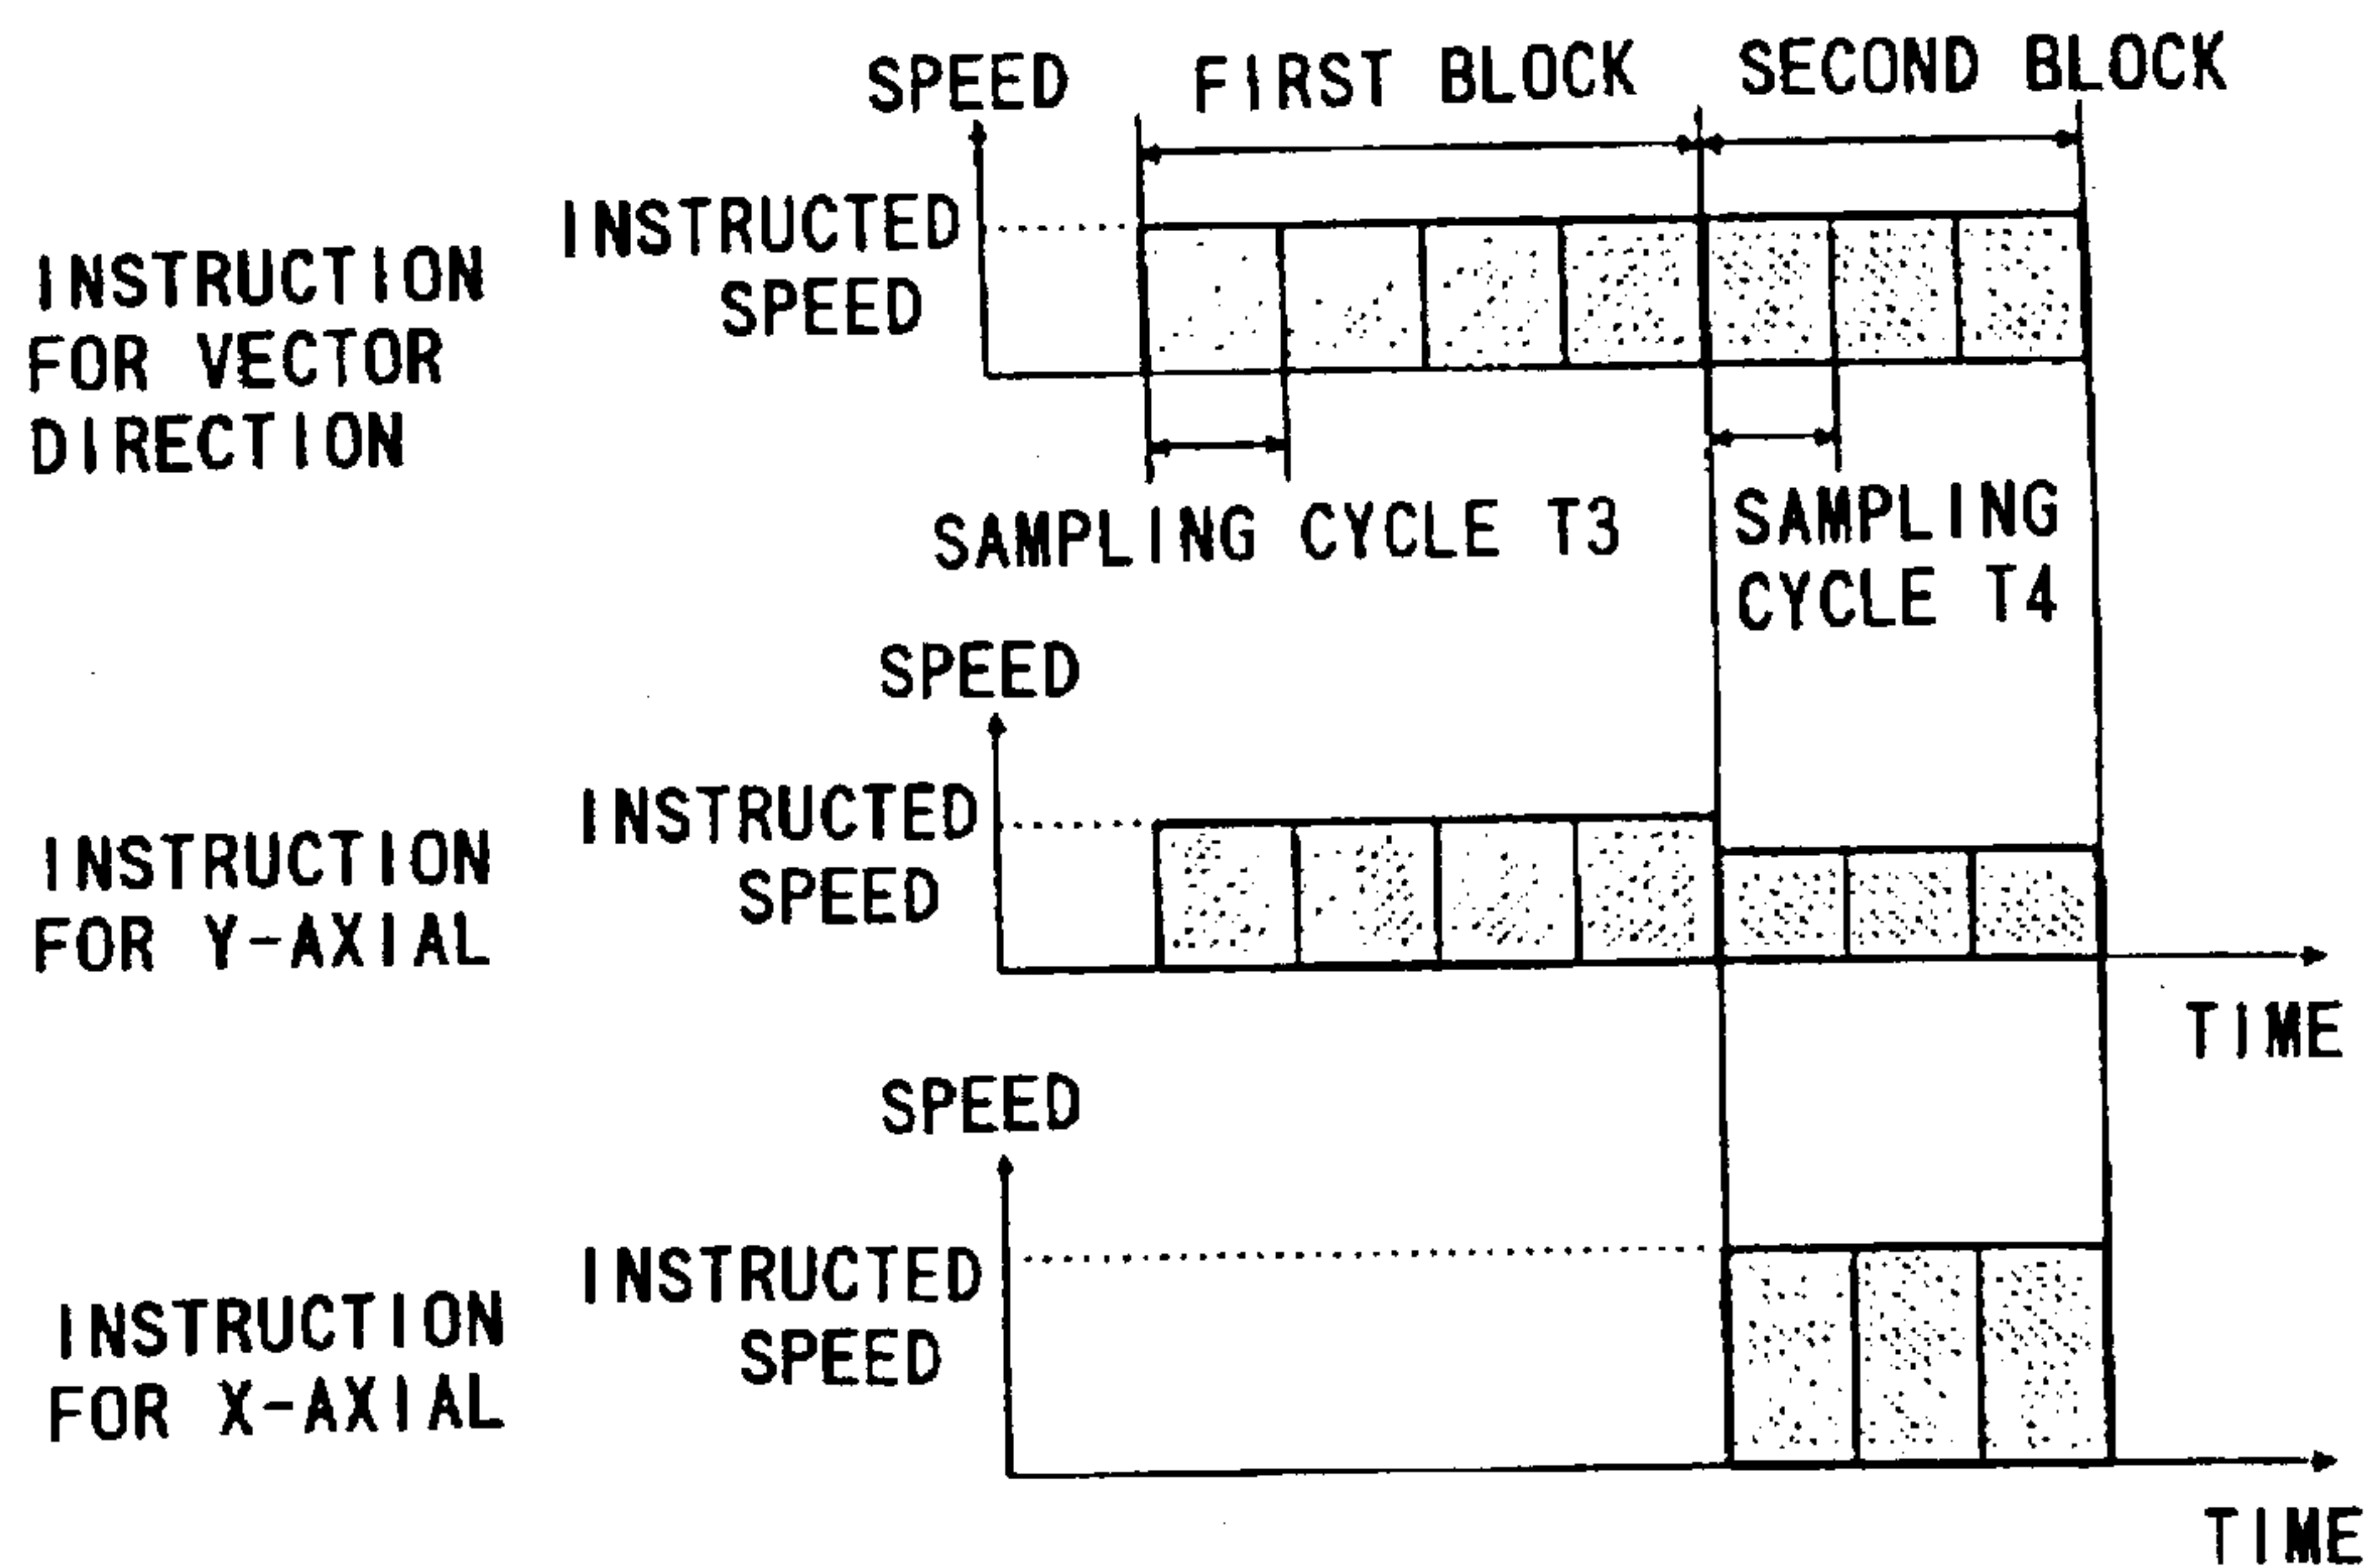 SPEED
FIRST BLOCK
SECOND BLOCK
INSTRUCTED
SPEED
INSTRUCTION
FOR VECTOR
DIRECTION
SAMPLING CYCLE T3
SAMPLING
CYCLE T4
SPEED
INSTRUCTED
SPEED
INSTRUCTION
FOR Y-AXIAL
TIME
SPEED
INSTRUCTED
SPEED
INSTRUCTION
FOR X-AXIAL
TIME